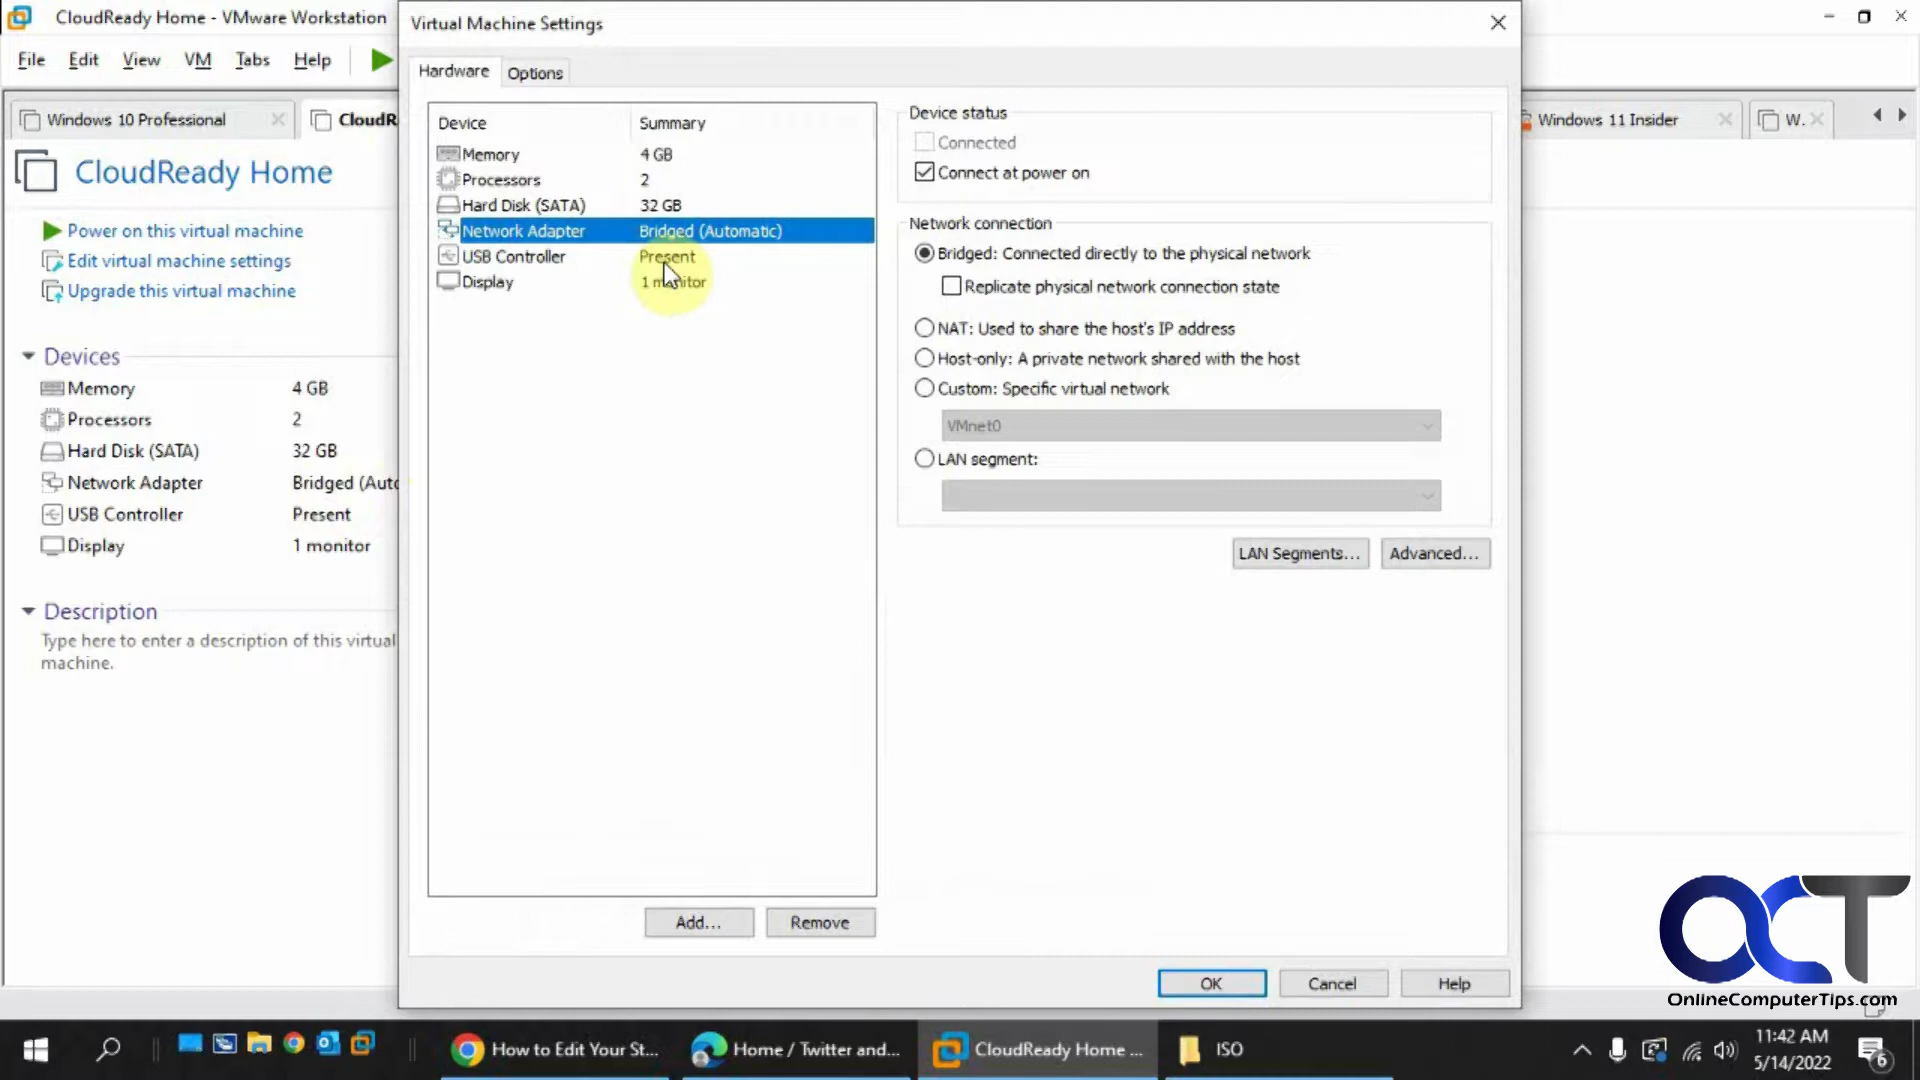 CloudReady Home - VMware Workstation
File Edit View VM Tabs Help
Windows 10 Professional
CloudR
CloudReady Home
Power on this virtual machine
Edit virtual machine settings
Upgrade this virtual machine
Devices
Memory 4 GB
Processors 2
Hard Disk (SATA) 32 GB
Network Adapter Bridged (Auto
USB Controller Present
Display 1 monitor
Description
Type here to enter a description of this virtual
machine.
Virtual Machine Settings
Hardware Options
Device Summary
Memory 4 GB
Processors 2
Hard Disk (SATA) 32 GB
Network Adapter Bridged (Automatic)
USB Controller Present
Display 1 monitor
Add... Remove
Device status
Connected
Connect at power on
Network connection
Bridged: Connected directly to the physical network
Replicate physical network connection state
NAT: Used to share the host's IP address
Host-only: A private network shared with the host
Custom: Specific virtual network
VMnet0
LAN segment:
LAN Segments... Advanced...
OK Cancel Help
Windows 11 Insider
W.
OCT
OnlineComputerTips.com
How to Edit Your St...
Home / Twitter and...
CloudReady Home ...
ISO
11:42 AM
5/14/2022
6